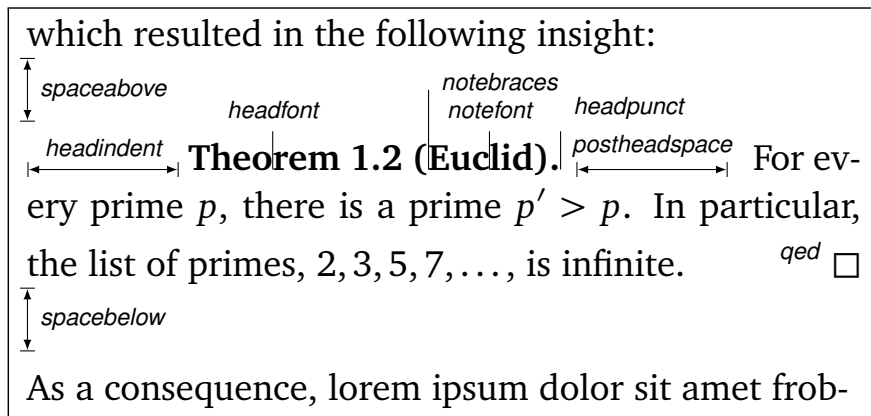 which resulted in the following insight:
spaceabove
notebraces
headfont notefont headpunct
headindent Theorem 1.2 (Euclid). postheadspace For ev-
ery prime p, there is a prime p′ > p. In particular,
the list of primes, 2, 3, 5, 7, . . . , is infinite. qed □
spacebelow
As a consequence, lorem ipsum dolor sit amet frob-